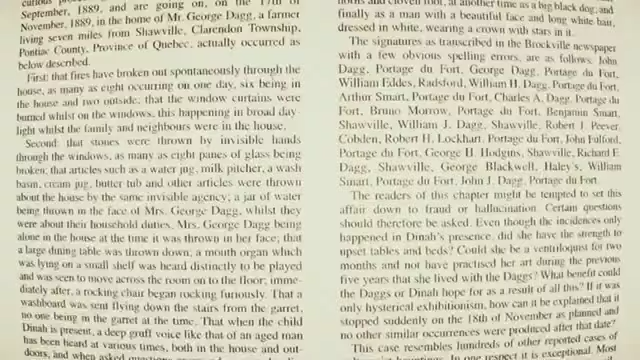 September, 1889, and are going on, on the 17th of
November, 1889, in the home of Mr. George Dagg, a farmer
living seven miles from Shawville, Clarendon Township,
Pontiac County, Province of Quebec, actually occurred as
below described.
First: that fires have broken out spontaneously through the
house, as many as eight occurring on one day, six being in
the house and two outside; that the window curtains were
burned whilst on the windows, this happening in broad day-
light whilst the family and neighbours were in the house.
Second: that stones were thrown by invisible hands
through the windows, as many as eight panes of glass being
broken; that articles such as a water jug, milk pitcher, a wash
basin, cream jug, butter tub and other articles were thrown
about the house by the same invisible agency; a jar of water
being thrown in the face of Mrs. George Dagg, whilst they
were about their household duties, Mrs. George Dagg being
alone in the house at the time it was thrown in her face; that
a large dining table was thrown down; a mouth organ which
was lying on a small shelf was heard distinctly to be played
and was seen to move across the room on to the floor; imme-
diately after, a rocking chair began rocking furiously. That a
washboard was sent flying down the stairs from the garret,
no one being in the garret at the time. That when the child
Dinah is present, a deep gruff voice like that of an aged man
has been heard at various times, both in the house and out-
doors, and when asked
horns and cloven foot, at another time as a big black dog, and
finally as a man with a beautiful face and long white hair,
dressed in white, wearing a crown with stars in it.
The signatures as transcribed in the Brockville newspaper
with a few obvious spelling errors, are as follows: John
Dagg, Portage du Fort, George Dagg, Portage du Fort,
William Eddes, Radsford, William H. Dagg, Portage du Fort,
Arthur Smart, Portage du Fort, Charles A. Dagg, Portage du
Fort, Bruno Morrow, Portage du Fort, Benjamin Smart,
Shawville, William J. Dagg, Shawville, Robert J. Peever,
Cobden, Robert H. Lockhart, Portage du Fort, John Fulford,
Portage du Fort, George H. Hodgins, Shawville, Richard E.
Dagg, Shawville, George Blackwell, Haley's, William
Smart, Portage du Fort, John J. Dagg, Portage du Fort.
The readers of this chapter might be tempted to set this
affair down to fraud or hallucination. Certain questions
should therefore be asked. Even though the incidences only
happened in Dinah's presence, did she have the strength to
upset tables and beds? Could she be a ventriloquist for two
months and not have practised her art during the previous
five years that she lived with the Daggs? What benefit could
the Daggs or Dinah hope for as a result of all this? If it was
only hysterical exhibitionism, how can it be explained that it
stopped suddenly on the 18th of November as planned and
no other similar occurrences were produced after that date?
This case resembles hundreds of other reported cases of
In one respect it is exceptional. Most